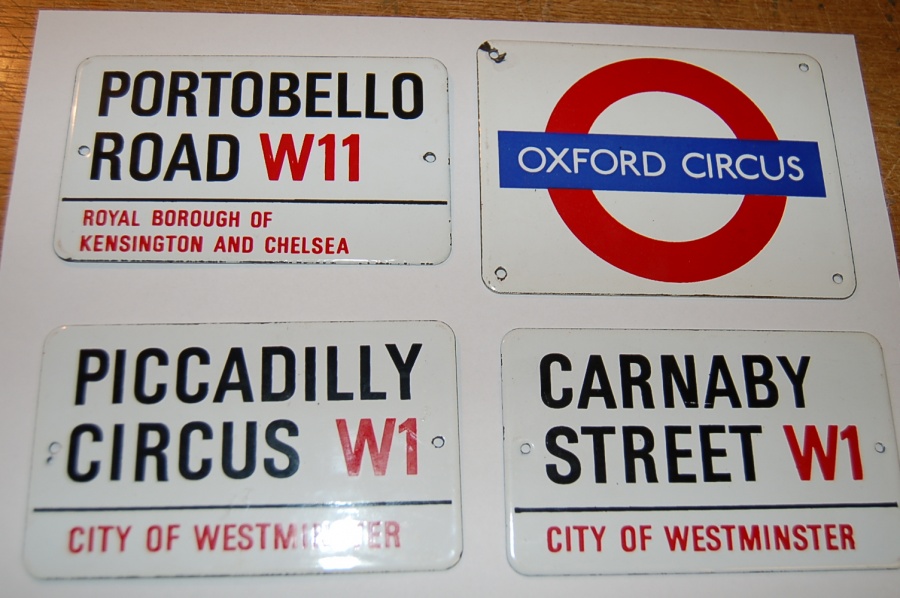 PORTOBELLO
ROAD W11
ROYAL BOROUGH OF
KENSINGTON AND CHELSEA
OXFORD CIRCUS
PICCADILLY
CIRCUS W1
CITY OF WESTMINSTER
CARNABY
STREET W1
CITY OF WESTMINSTER